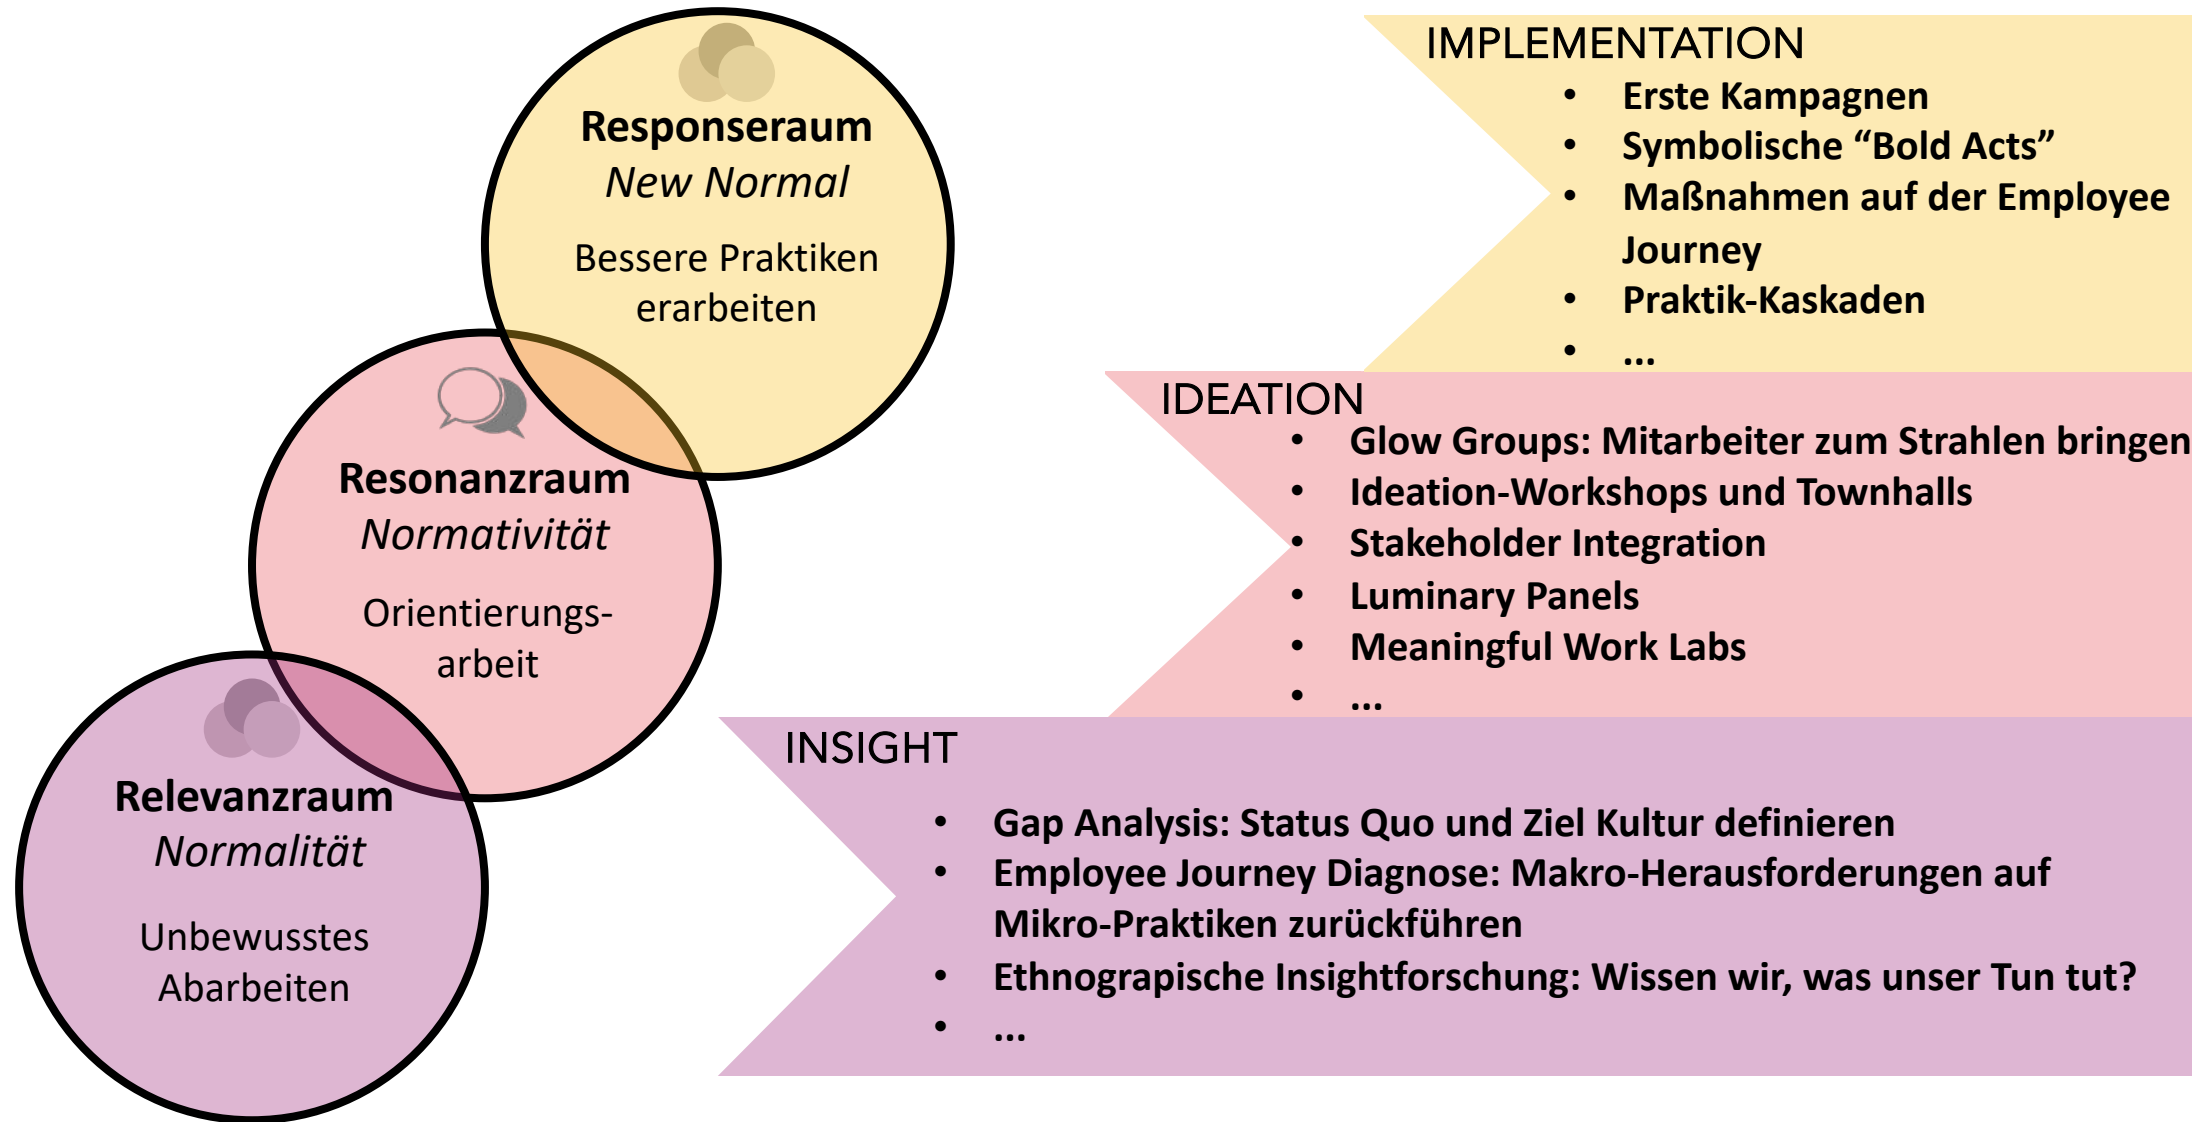 Responseraum
New Normal
Bessere Praktiken
erarbeiten
Resonanzraum
Normativität
Orientierungs-
arbeit
Relevanzraum
Normalität
Unbewusstes
Abarbeiten
IMPLEMENTATION
• Erste Kampagnen
• Symbolische “Bold Acts”
• Maßnahmen auf der Employee
Journey
• Praktik-Kaskaden
• ...
IDEATION
• Glow Groups: Mitarbeiter zum Strahlen bringen
• Ideation-Workshops und Townhalls
• Stakeholder Integration
• Luminary Panels
• Meaningful Work Labs
• ...
INSIGHT
• Gap Analysis: Status Quo und Ziel Kultur definieren
• Employee Journey Diagnose: Makro-Herausforderungen auf
Mikro-Praktiken zurückführen
• Ethnograpische Insightforschung: Wissen wir, was unser Tun tut?
• ...